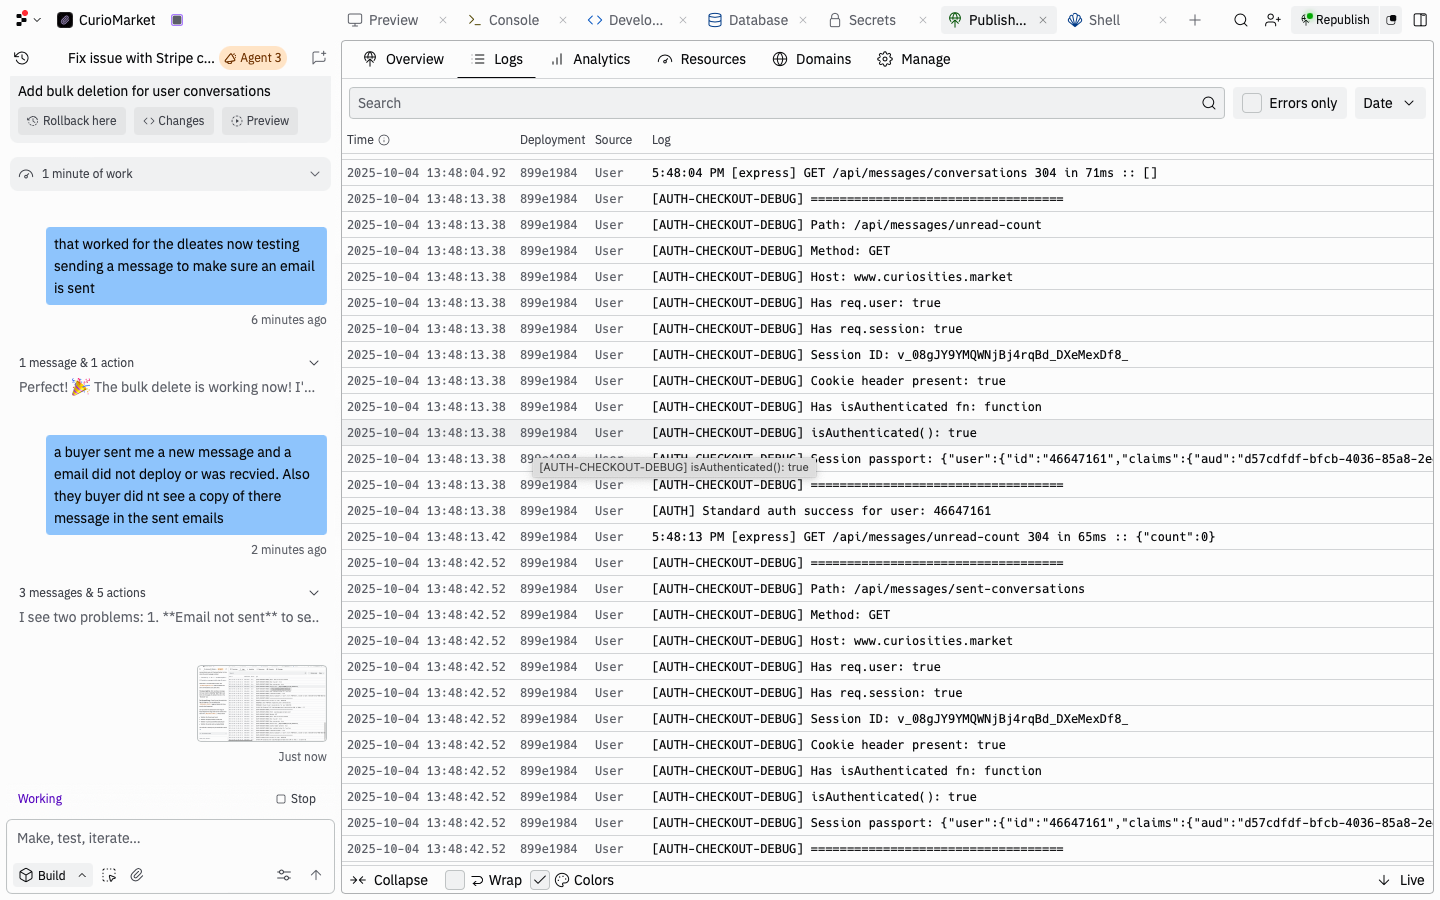 CurioMarket
Preview
Console
Develo...
Database
Secrets
Publish...
Shell
Republish
Fix issue with Stripe c...
Agent 3
Overview
Logs
Analytics
Resources
Domains
Manage
Add bulk deletion for user conversations
Rollback here
Changes
Preview
1 minute of work
that worked for the dleates now testing
sending a message to make sure an email
is sent
6 minutes ago
1 message & 1 action
Perfect! 🎉 The bulk delete is working now! I'...
a buyer sent me a new message and a
email did not deploy or was recvied. Also
they buyer did nt see a copy of there
message in the sent emails
2 minutes ago
3 messages & 5 actions
I see two problems: 1. **Email not sent** to se..
Just now
Working
Stop
Make, test, iterate...
Build
Search
Errors only
Date
Time Deployment Source Log
2025-10-04 13:48:04.92 899e1984 User 5:48:04 PM [express] GET /api/messages/conversations 304 in 71ms :: []
2025-10-04 13:48:13.38 899e1984 User [AUTH-CHECKOUT-DEBUG] ===================================
2025-10-04 13:48:13.38 899e1984 User [AUTH-CHECKOUT-DEBUG] Path: /api/messages/unread-count
2025-10-04 13:48:13.38 899e1984 User [AUTH-CHECKOUT-DEBUG] Method: GET
2025-10-04 13:48:13.38 899e1984 User [AUTH-CHECKOUT-DEBUG] Host: www.curiosities.market
2025-10-04 13:48:13.38 899e1984 User [AUTH-CHECKOUT-DEBUG] Has req.user: true
2025-10-04 13:48:13.38 899e1984 User [AUTH-CHECKOUT-DEBUG] Has req.session: true
2025-10-04 13:48:13.38 899e1984 User [AUTH-CHECKOUT-DEBUG] Session ID: v_08gJY9YMQWNjBj4rqBd_DXeMexDf8_
2025-10-04 13:48:13.38 899e1984 User [AUTH-CHECKOUT-DEBUG] Cookie header present: true
2025-10-04 13:48:13.38 899e1984 User [AUTH-CHECKOUT-DEBUG] Has isAuthenticated fn: function
2025-10-04 13:48:13.38 899e1984 User [AUTH-CHECKOUT-DEBUG] isAuthenticated(): true
2025-10-04 13:48:13.38 899e1984 User [AUTH-CHECKOUT-DEBUG] Session passport: {"user":{"id":"46647161","claims":{"aud":"d57cdfdf-bfcb-4036-85a8-2e
[AUTH-CHECKOUT-DEBUG] isAuthenticated(): true
2025-10-04 13:48:13.38 899e1984 User [AUTH-CHECKOUT-DEBUG] ===================================
2025-10-04 13:48:13.38 899e1984 User [AUTH] Standard auth success for user: 46647161
2025-10-04 13:48:13.42 899e1984 User 5:48:13 PM [express] GET /api/messages/unread-count 304 in 65ms :: {"count":0}
2025-10-04 13:48:42.52 899e1984 User [AUTH-CHECKOUT-DEBUG] ===================================
2025-10-04 13:48:42.52 899e1984 User [AUTH-CHECKOUT-DEBUG] Path: /api/messages/sent-conversations
2025-10-04 13:48:42.52 899e1984 User [AUTH-CHECKOUT-DEBUG] Method: GET
2025-10-04 13:48:42.52 899e1984 User [AUTH-CHECKOUT-DEBUG] Host: www.curiosities.market
2025-10-04 13:48:42.52 899e1984 User [AUTH-CHECKOUT-DEBUG] Has req.user: true
2025-10-04 13:48:42.52 899e1984 User [AUTH-CHECKOUT-DEBUG] Has req.session: true
2025-10-04 13:48:42.52 899e1984 User [AUTH-CHECKOUT-DEBUG] Session ID: v_08gJY9YMQWNjBj4rqBd_DXeMexDf8_
2025-10-04 13:48:42.52 899e1984 User [AUTH-CHECKOUT-DEBUG] Cookie header present: true
2025-10-04 13:48:42.52 899e1984 User [AUTH-CHECKOUT-DEBUG] Has isAuthenticated fn: function
2025-10-04 13:48:42.52 899e1984 User [AUTH-CHECKOUT-DEBUG] isAuthenticated(): true
2025-10-04 13:48:42.52 899e1984 User [AUTH-CHECKOUT-DEBUG] Session passport: {"user":{"id":"46647161","claims":{"aud":"d57cdfdf-bfcb-4036-85a8-2e
2025-10-04 13:48:42.52 899e1984 User [AUTH-CHECKOUT-DEBUG] ===================================
Collapse
Wrap
Colors
Live